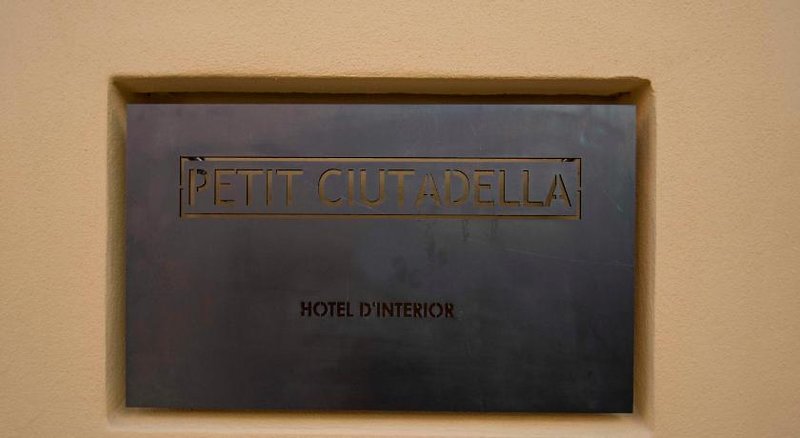 PETIT CIUTADELLA
HOTEL D'INTERIOR